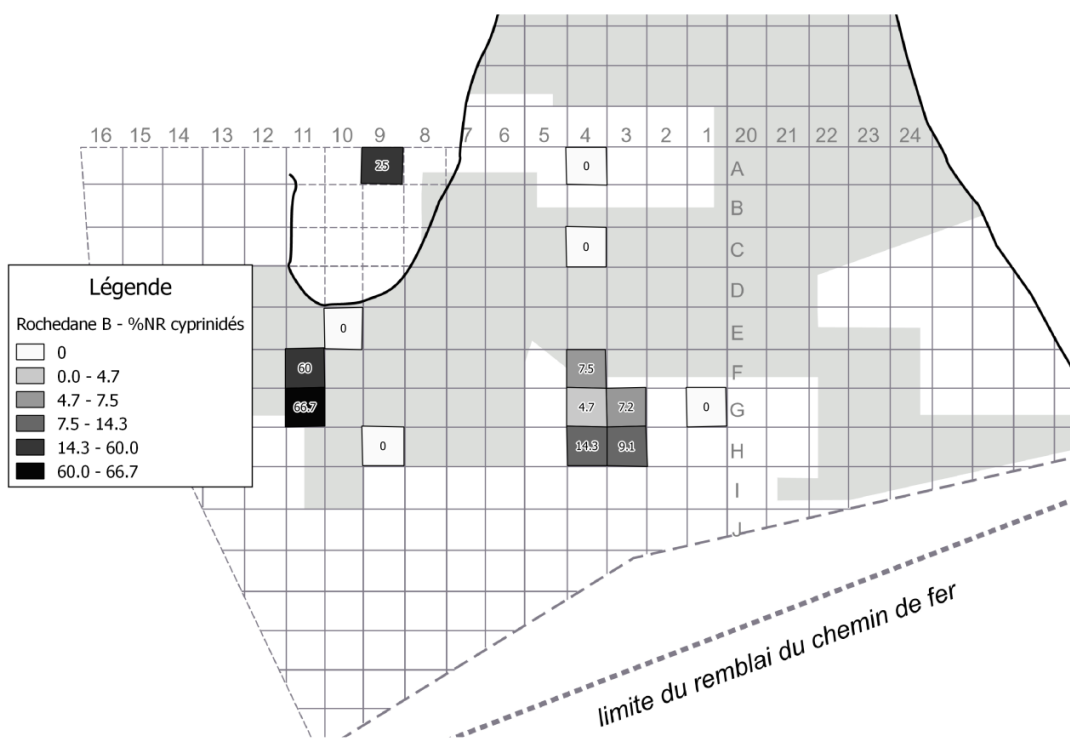 16 15 14 13 12 11 10 9 8 7 6 5 4 3 2 1 20 21 22 23 24
25 0 A
B
0 C
D
0 E
60 7.5 F
66.7 4.7 7.2 0 G
0 14.3 9.1 H
I
J
Légende
Rochedane B - %NR cyprinidés
0
0.0 - 4.7
4.7 - 7.5
7.5 - 14.3
14.3 - 60.0
60.0 - 66.7
limite du remblai du chemin de fer